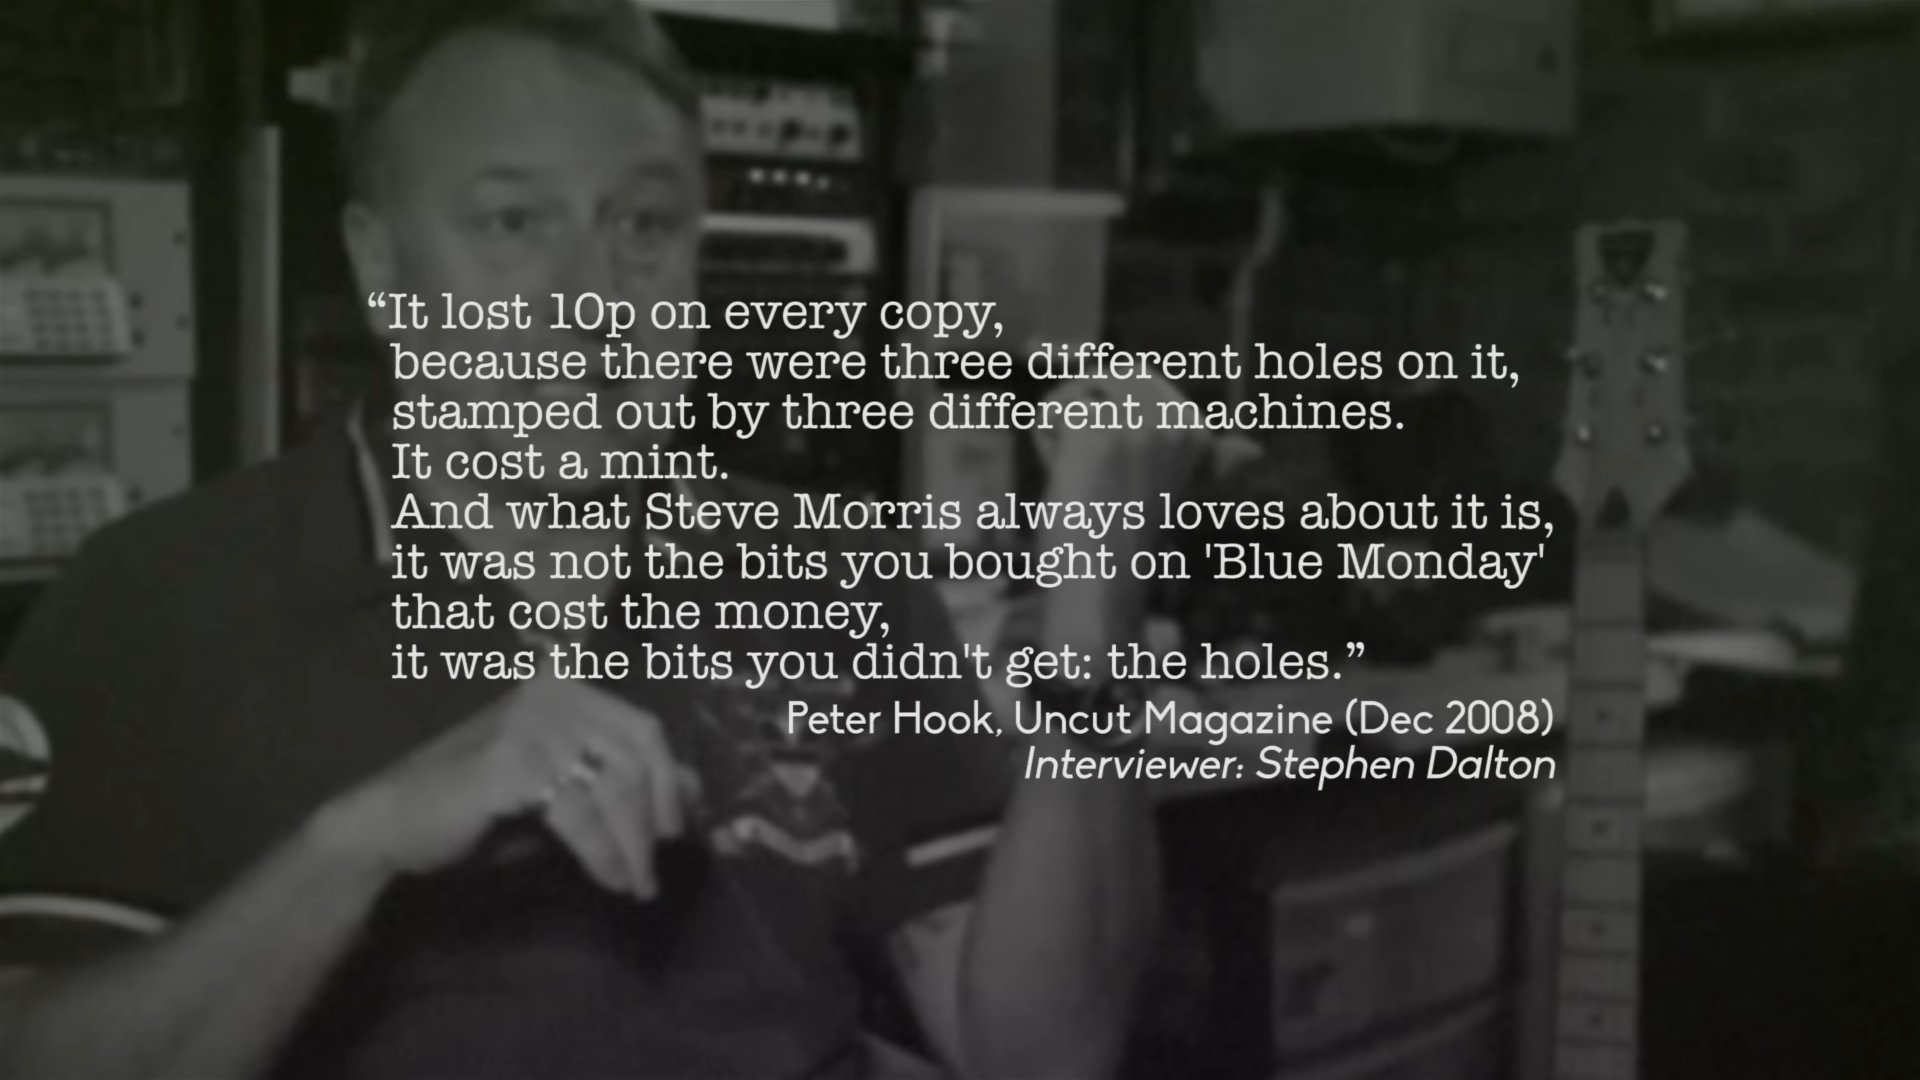 “It lost 10p on every copy,
because there were three different holes on it,
stamped out by three different machines.
It cost a mint.
And what Steve Morris always loves about it is,
it was not the bits you bought on 'Blue Monday'
that cost the money,
it was the bits you didn't get: the holes.”
Peter Hook, Uncut Magazine (Dec 2008)
Interviewer: Stephen Dalton